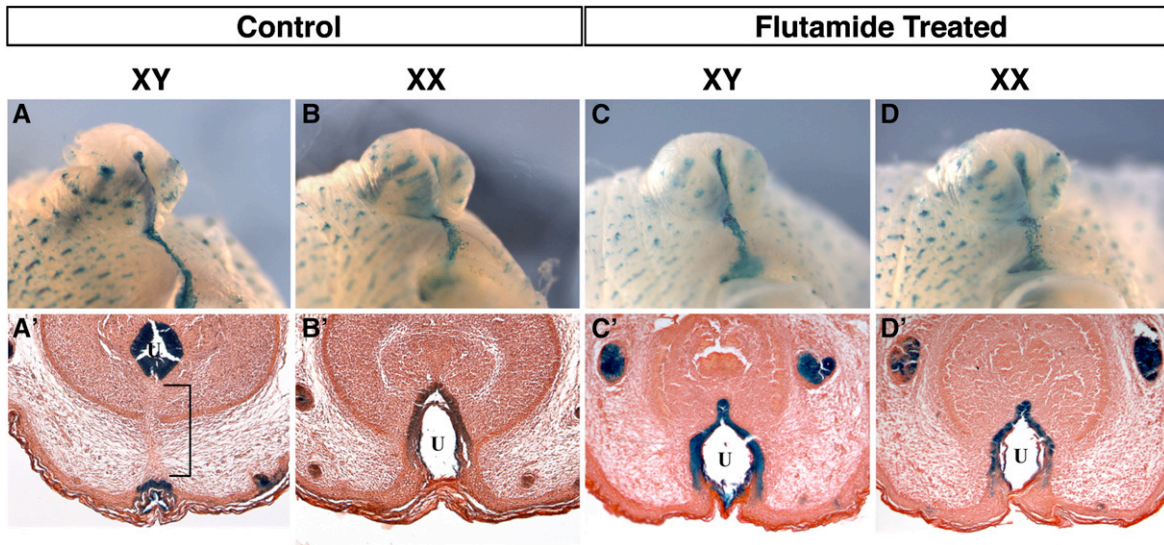 Control Flutamide Treated
XY XX XY XX
A B C D
A' B' C' D'
U U U U